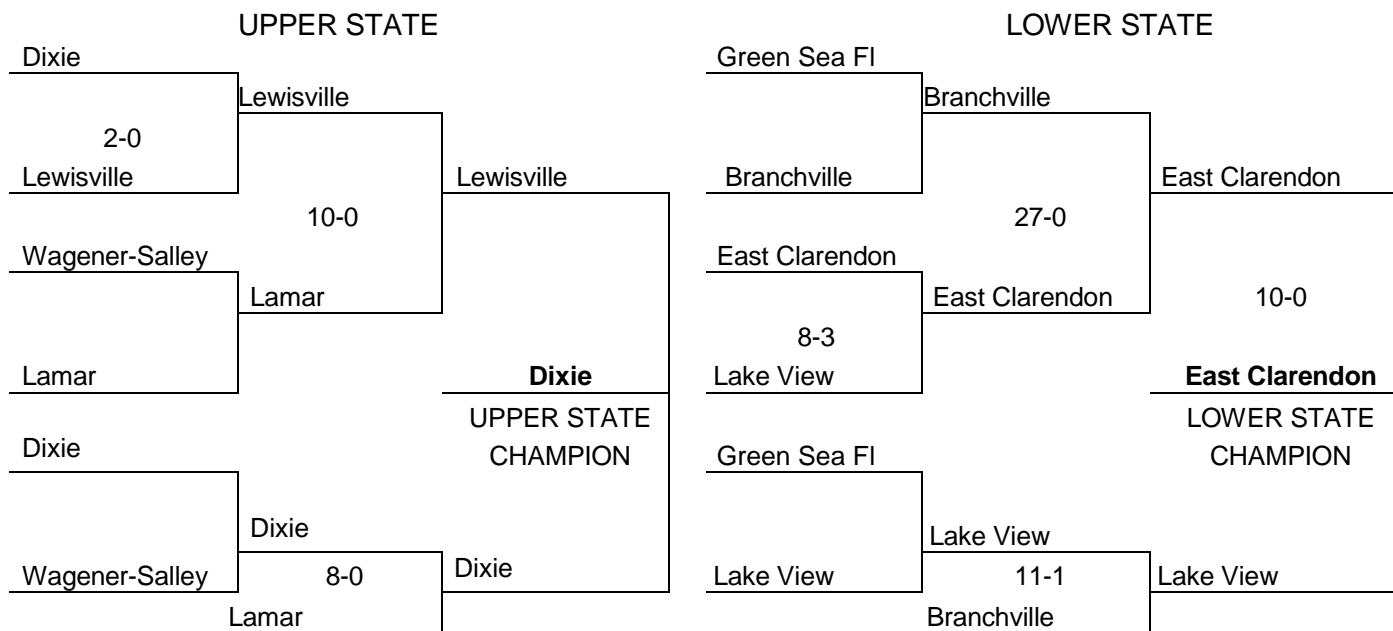 UPPER STATE
Dixie
Lewisville
2-0
Lewisville
Lewisville
10-0
Wagener-Salley
Lamar
Lamar
Dixie
UPPER STATE
CHAMPION
Dixie
Dixie
Wagener-Salley
8-0
Dixie
Lamar
LOWER STATE
Green Sea Fl
Branchville
Branchville
East Clarendon
27-0
East Clarendon
East Clarendon
10-0
8-3
Lake View
East Clarendon
LOWER STATE
CHAMPION
Green Sea Fl
Lake View
Lake View
11-1
Lake View
Branchville